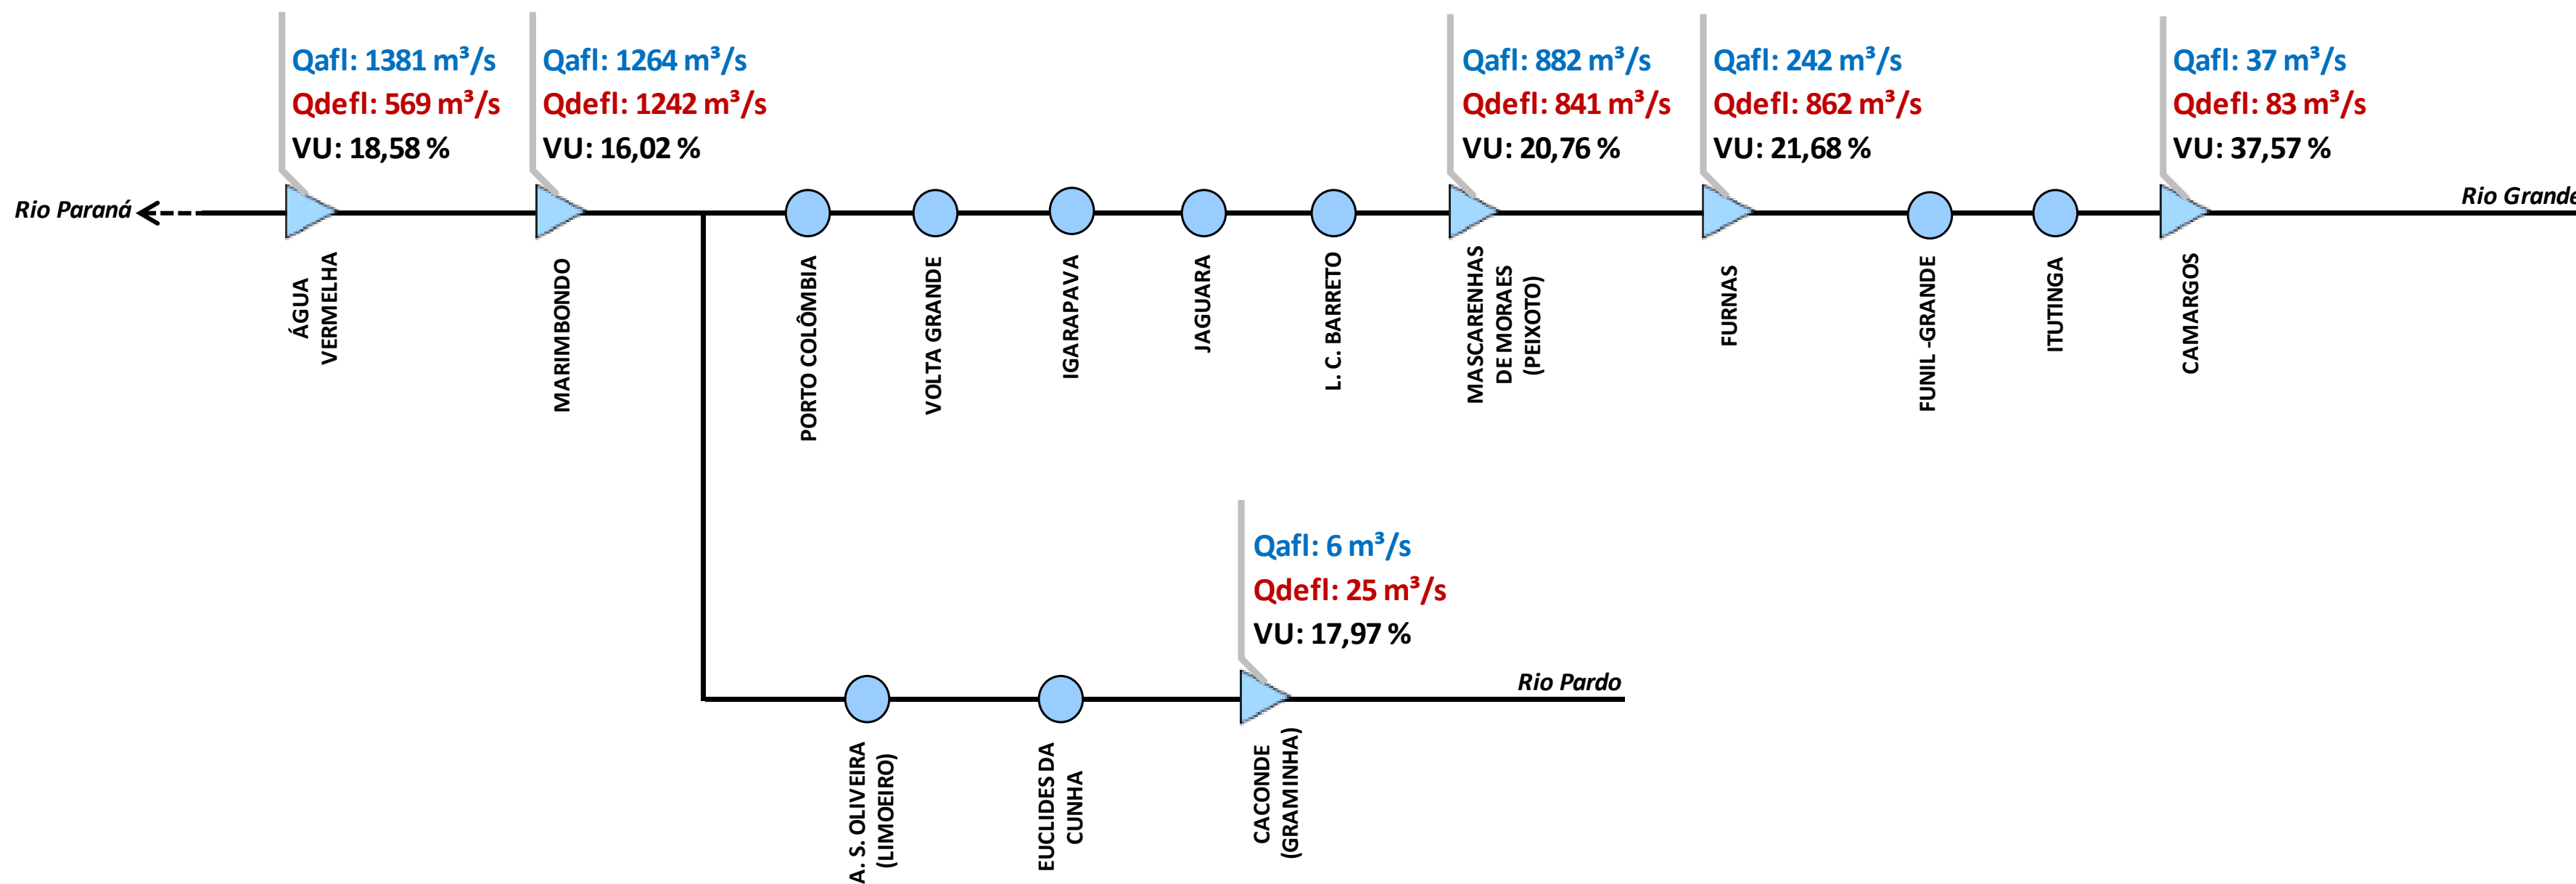 Qafl: 1381 m³/s
Qdefl: 569 m³/s
VU: 18,58 %
Qafl: 1264 m³/s
Qdefl: 1242 m³/s
VU: 16,02 %
Qafl: 882 m³/s
Qdefl: 841 m³/s
VU: 20,76 %
Qafl: 242 m³/s
Qdefl: 862 m³/s
VU: 21,68 %
Qafl: 37 m³/s
Qdefl: 83 m³/s
VU: 37,57 %
Rio Paraná
Rio Grande
ÁGUA
VERMELHA
MARIMBONDO
PORTO COLÔMBIA
VOLTA GRANDE
IGARAPAVA
JAGUARA
L. C. BARRETO
MASCARENHAS
DE MORAES
(PEIXOTO)
FURNAS
FUNIL -GRANDE
ITUTINGA
CAMARGOS
Qafl: 6 m³/s
Qdefl: 25 m³/s
VU: 17,97 %
Rio Pardo
A. S. OLIVEIRA
(LIMOEIRO)
EUCLIDES DA
CUNHA
CACONDE
(GRAMINHA)